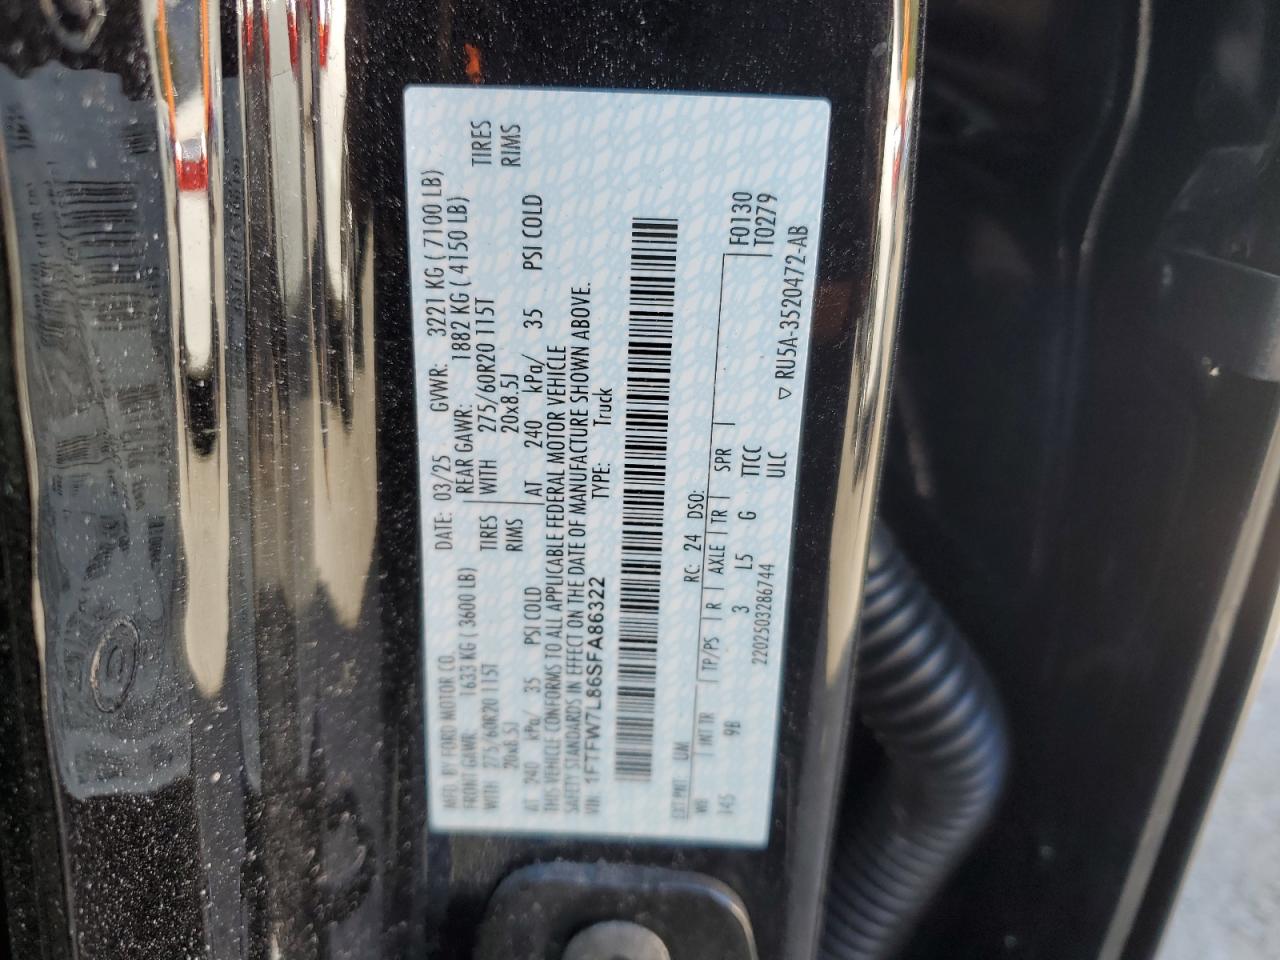 MFD. BY FORD MOTOR CO.
DATE: 03/25 GVWR: 3221 KG ( 7100 LB)
FRONT GAWR: 1633 KG ( 3600 LB) REAR GAWR: 1882 KG ( 4150 LB)
WITH 275/60R20 115T TIRES WITH 275/60R20 115T TIRES
20x8.5J RIMS 20x8.5J RIMS
AT 240 kPa/ 35 PSI COLD AT 240 kPa/ 35 PSI COLD
THIS VEHICLE CONFORMS TO ALL APPLICABLE FEDERAL MOTOR VEHICLE
SAFETY STANDARDS IN EFFECT ON THE DATE OF MANUFACTURE SHOWN ABOVE.
VIN: 1FTFW7L86SFA86322 TYPE: Truck
EXT PNT: UM RC: 24 DSO: F0130
WB INT TR TP/PS R AXLE TR SPR T0279
145 9B 3 L5 G TTCC
2202503286744 ULC
▽ RU5A-3520472-AB